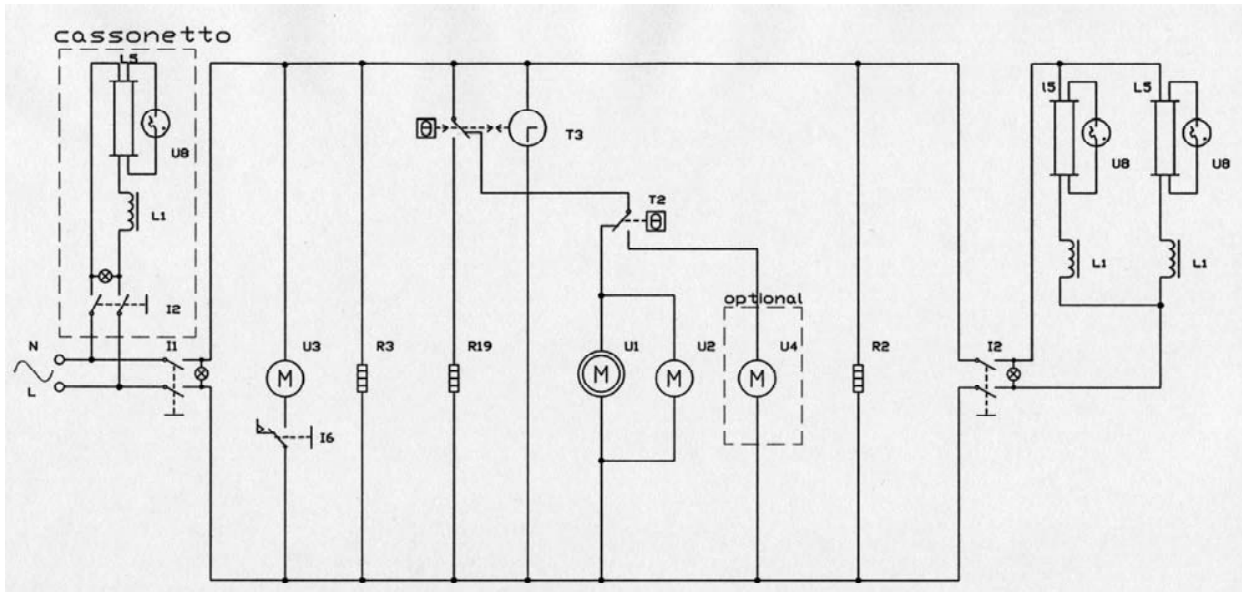 cassonetto
L5
U8
L1
I2
N
L
I1
U3
I6
R3
R19
T3
T2
U1
U2
optional
U4
R2
I2
l5
U8
L1
L5
U8
L1
M
M
M
M